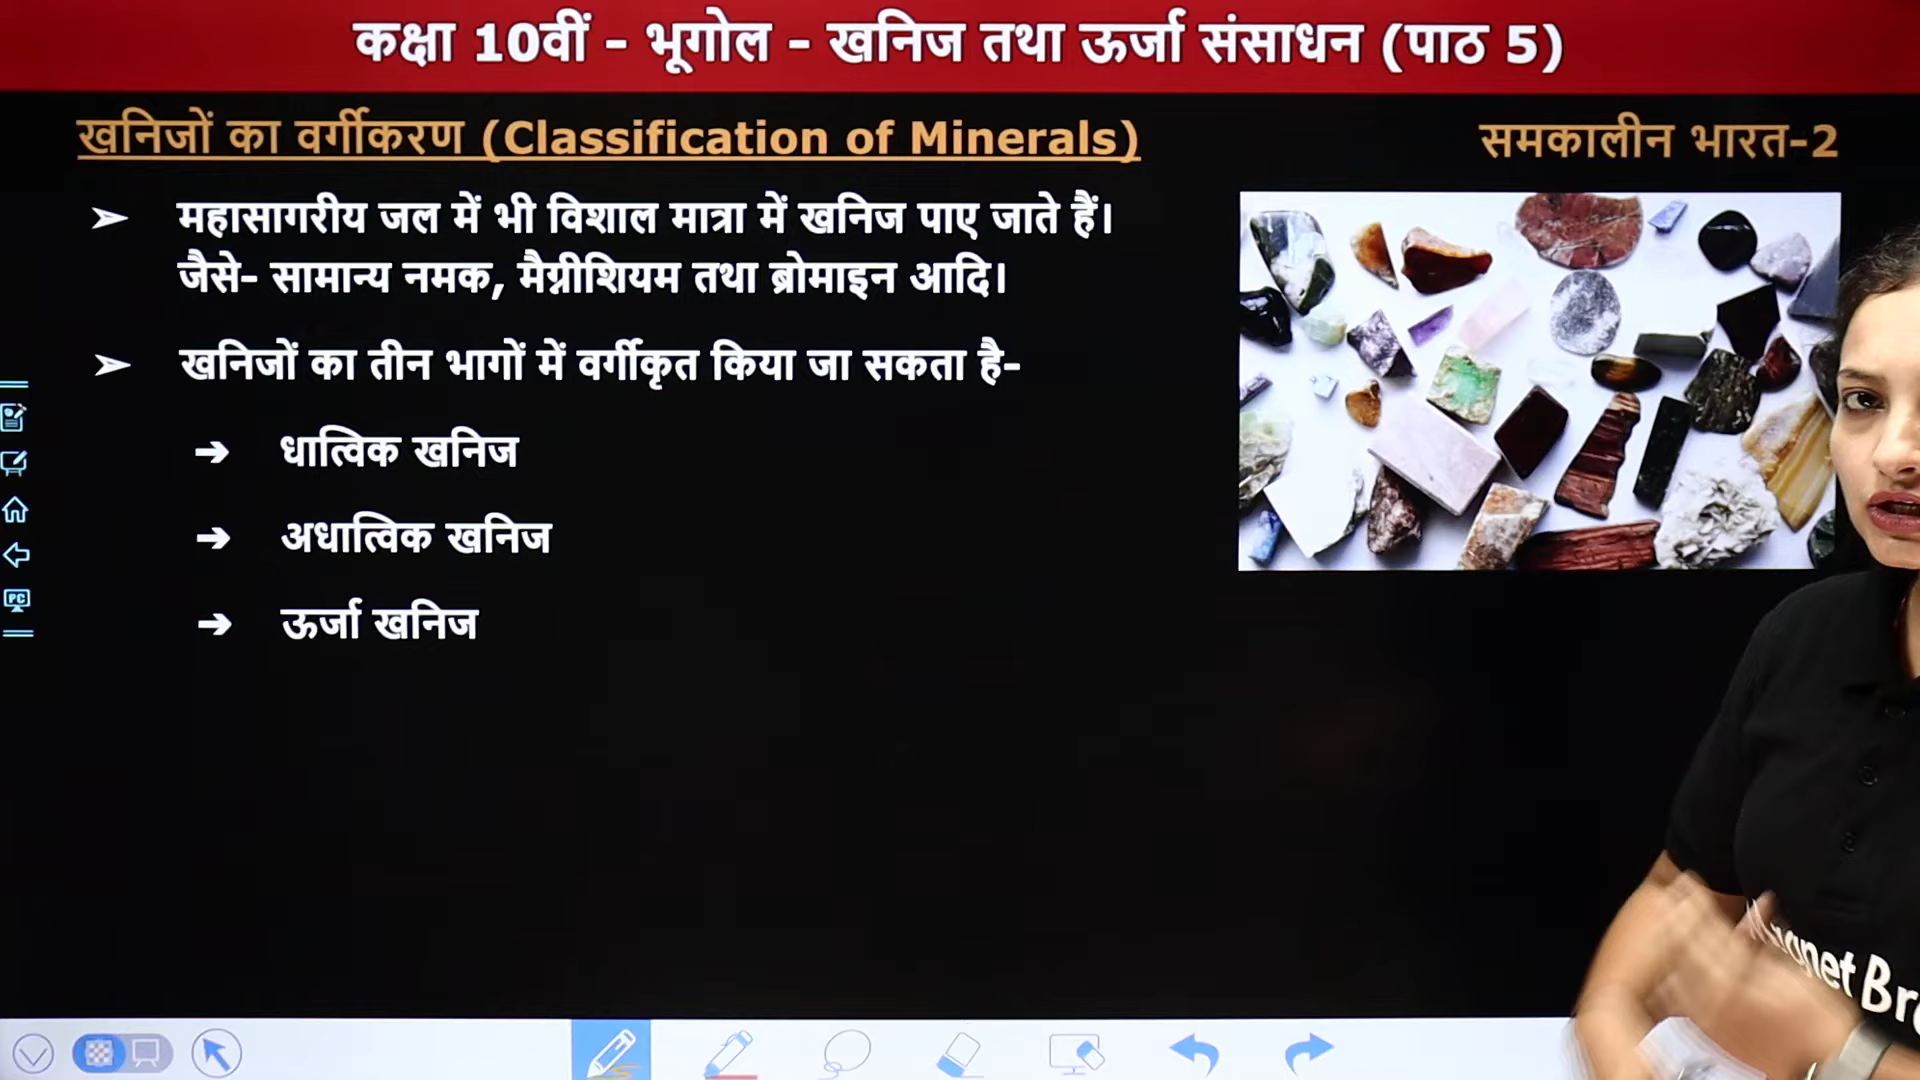 कक्षा 10वीं - भूगोल - खनिज तथा ऊर्जा संसाधन (पाठ 5)
खनिजों का वर्गीकरण (Classification of Minerals)
समकालीन भारत-2
➢ महासागरीय जल में भी विशाल मात्रा में खनिज पाए जाते हैं।
जैसे- सामान्य नमक, मैग्नीशियम तथा ब्रोमाइन आदि।
➢ खनिजों का तीन भागों में वर्गीकृत किया जा सकता है-
➔ धात्विक खनिज
➔ अधात्विक खनिज
➔ ऊर्जा खनिज
PC